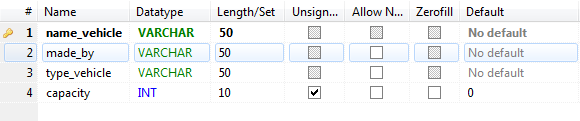 # Name Datatype Length/Set Unsign... Allow N... Zerofill Default
1 name_vehicle VARCHAR 50 No default
2 made_by VARCHAR 50 No default
3 type_vehicle VARCHAR 50 No default
4 capacity INT 10 0